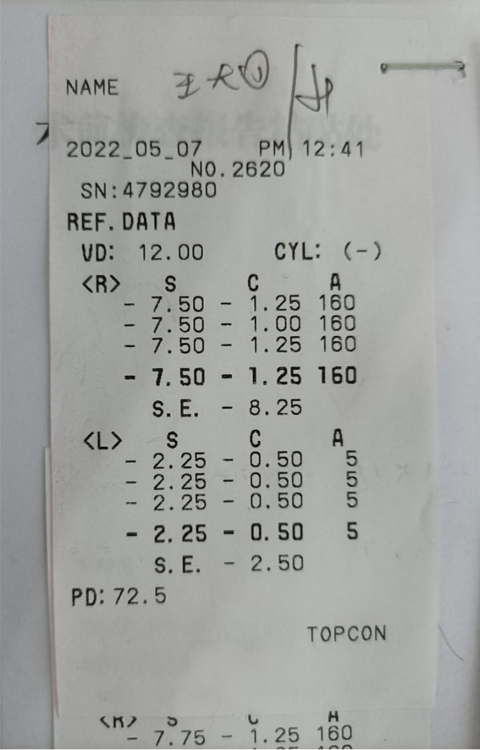 NAME 王
2022_05_07 PM 12:41
NO.2620
SN:4792980
REF.DATA
VD: 12.00 CYL: (-)
<R> S C A
- 7.50 - 1.25 160
- 7.50 - 1.00 160
- 7.50 - 1.25 160
- 7.50 - 1.25 160
S.E. - 8.25
<L> S C A
- 2.25 - 0.50 5
- 2.25 - 0.50 5
- 2.25 - 0.50 5
- 2.25 - 0.50 5
S.E. - 2.50
PD:72.5
TOPCON
<R> S C A
- 7.75 - 1.25 160